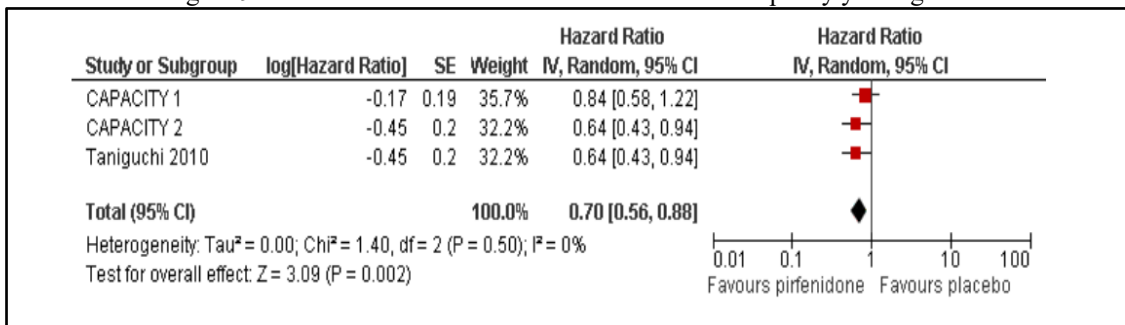 Hazard Ratio Hazard Ratio
Study or Subgroup log[Hazard Ratio] SE Weight IV, Random, 95% CI IV, Random, 95% CI
CAPACITY 1 -0.17 0.19 35.7% 0.84 [0.58, 1.22]
CAPACITY 2 -0.45 0.2 32.2% 0.64 [0.43, 0.94]
Taniguchi 2010 -0.45 0.2 32.2% 0.64 [0.43, 0.94]
Total (95% CI) 100.0% 0.70 [0.56, 0.88]
Heterogeneity: Tau² = 0.00; Chi² = 1.40, df = 2 (P = 0.50); I² = 0%
Test for overall effect: Z = 3.09 (P = 0.002)
0.01 0.1 1 10 100
Favours pirfenidone Favours placebo